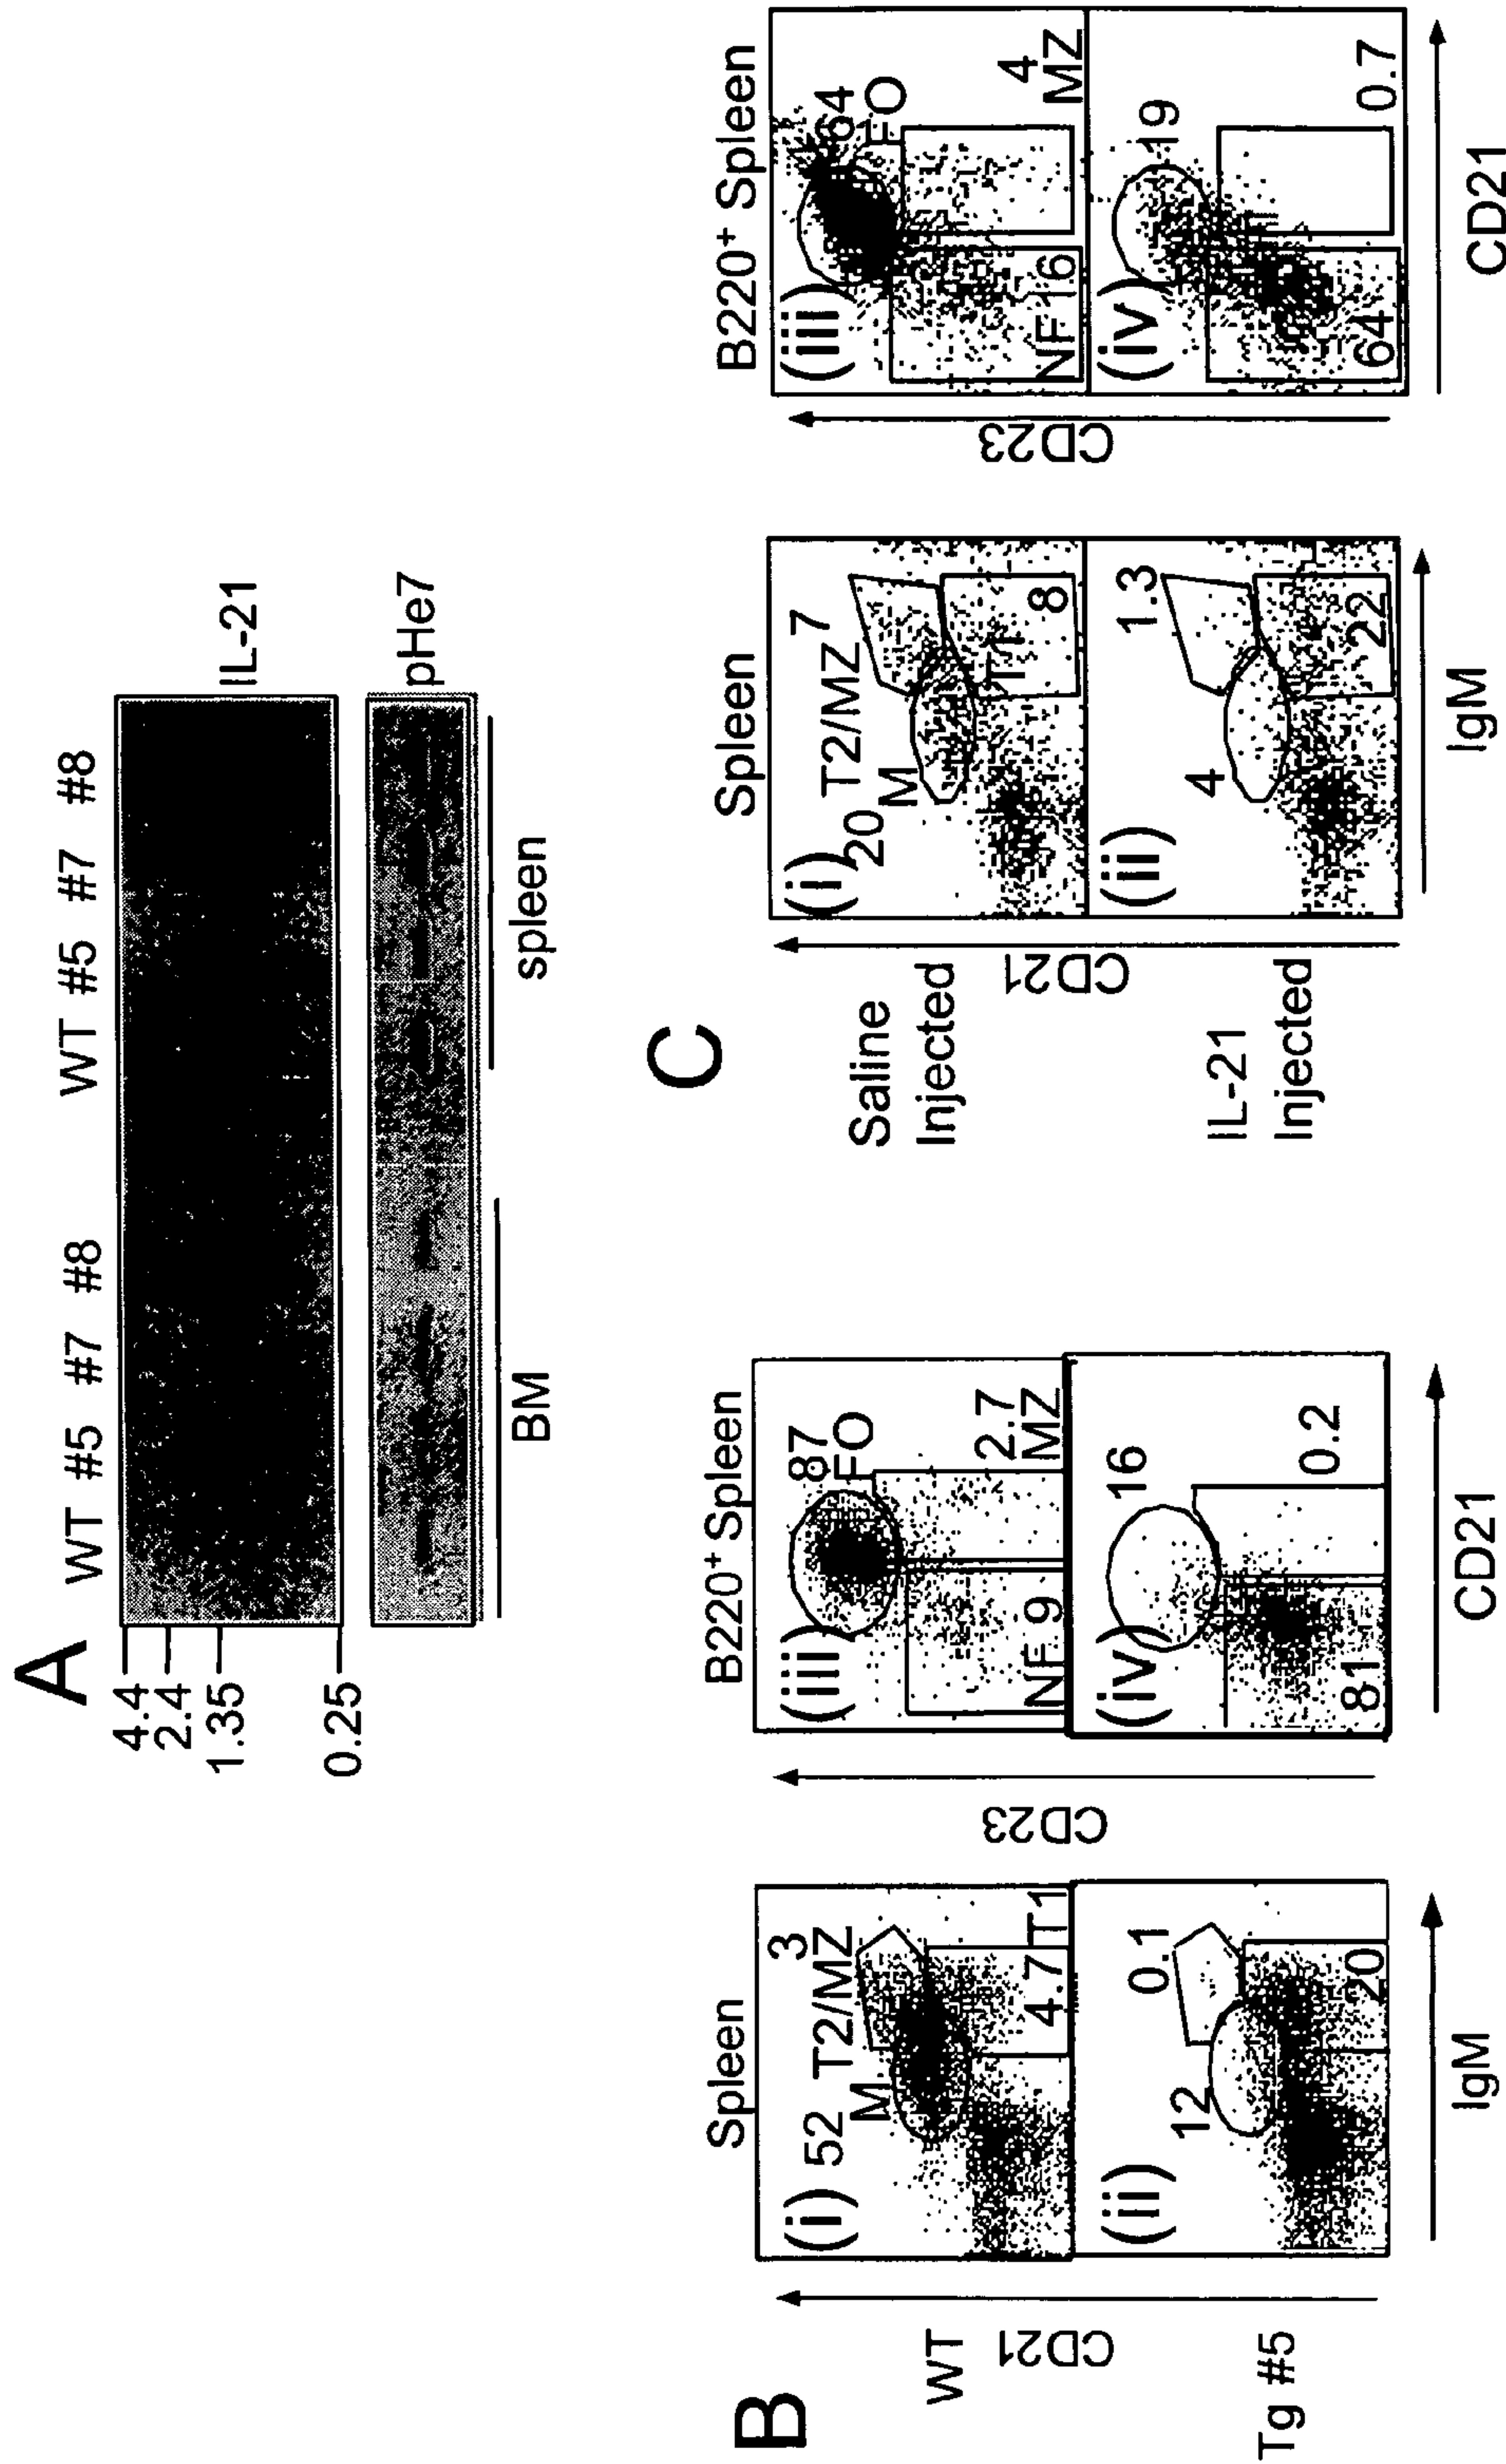 A
WT #5 #7 #8 WT #5 #7 #8
4.4
2.4
1.35
0.25
IL-21
pHe7
BM spleen
B
Spleen
WT
Tg #5
CD21
(i) 52 M
3
T2/MZ
4.7 T1
(ii)
12
0.1
20
IgM
B220+ Spleen
CD23
(iii)
87
FO
NF 9
2.7
MZ
(iv)
16
81
0.2
CD21
C
Spleen
Saline
Injected
IL-21
Injected
CD21
(i)
20
M
T2/MZ 7
T1
8
(ii)
4
1.3
22
IgM
B220+ Spleen
CD23
(iii)
64
FO
NF 16
4
MZ
(iv)
19
64
0.7
CD21